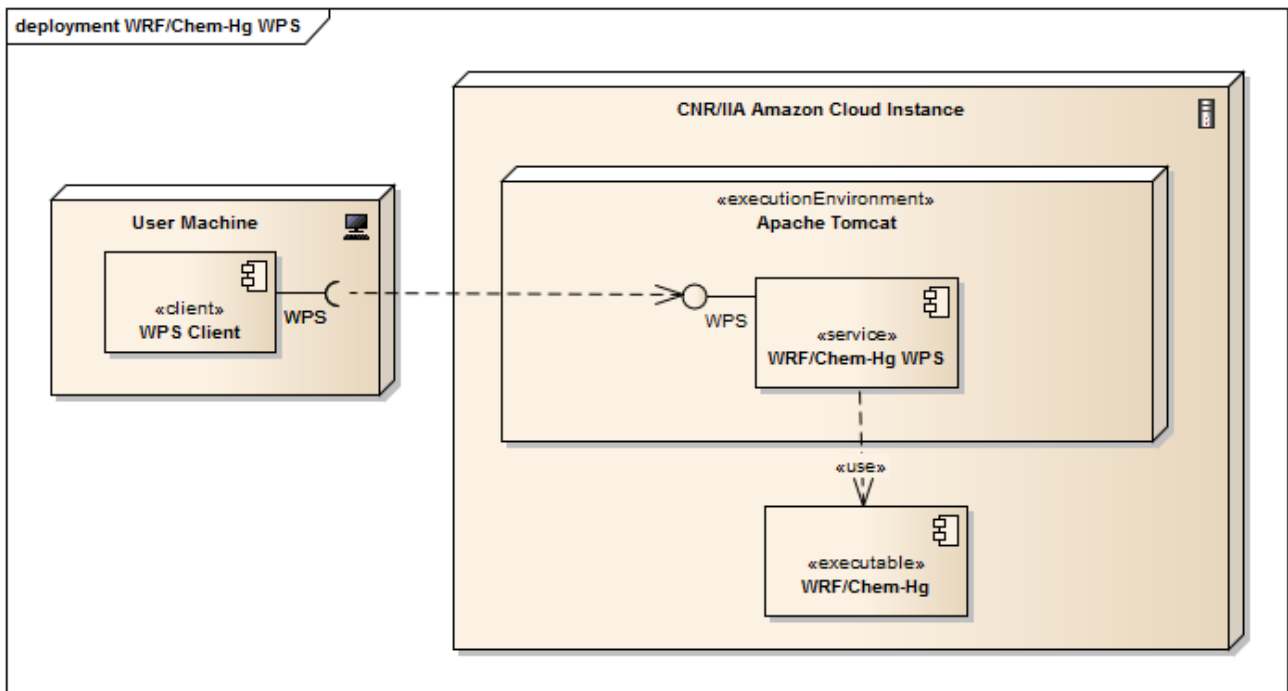 deployment WRF/Chem-Hg WPS
CNR/IIA Amazon Cloud Instance
«executionEnvironment»
Apache Tomcat
User Machine
«client»
WPS Client
WPS
WPS
«service»
WRF/Chem-Hg WPS
«use»
«executable»
WRF/Chem-Hg